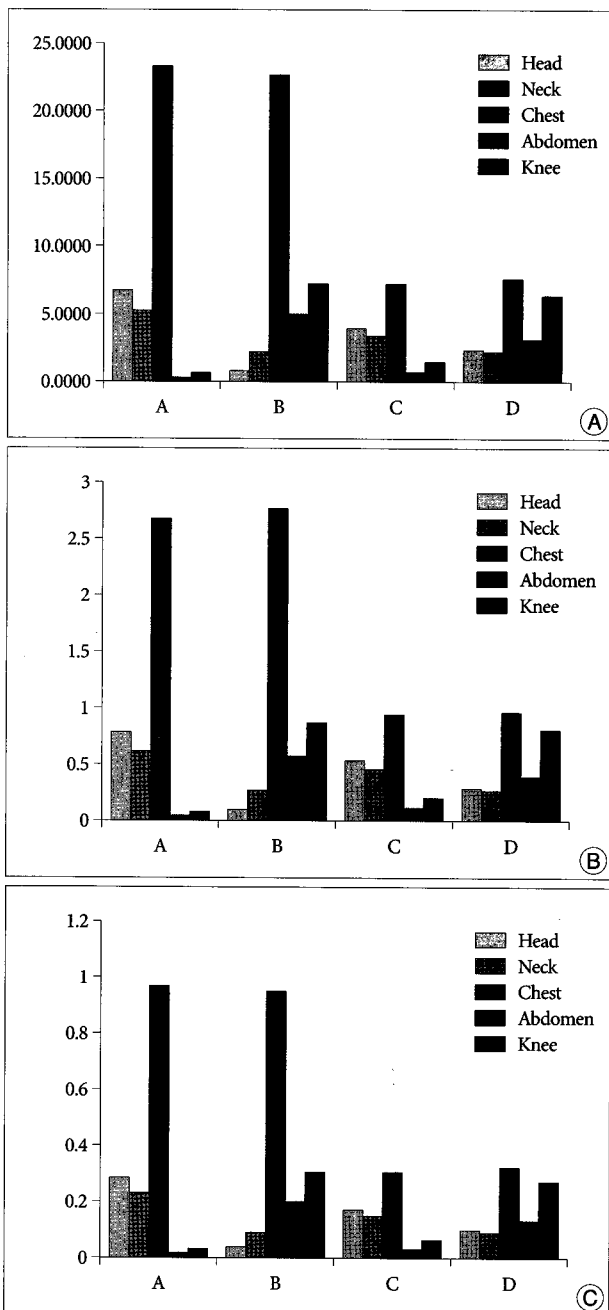 25.0000
20.0000
15.0000
10.0000
5.0000
0.0000
Head
Neck
Chest
Abdomen
Knee
A B C D
A
3
2.5
2
1.5
1
0.5
0
Head
Neck
Chest
Abdomen
Knee
A B C D
B
1.2
1
0.8
0.6
0.4
0.2
0
Head
Neck
Chest
Abdomen
Knee
A B C D
C